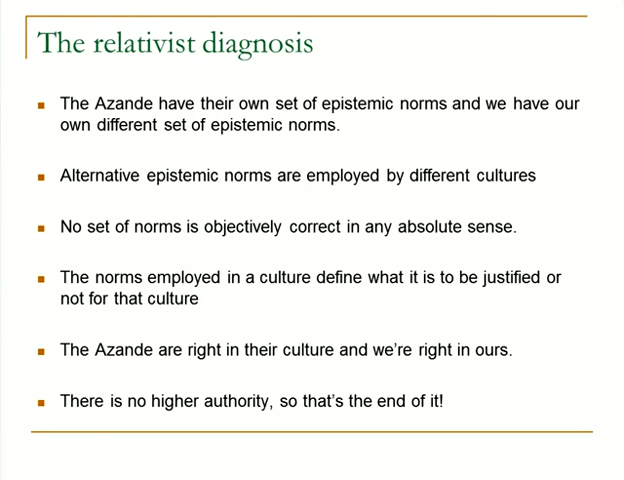 The relativist diagnosis
The Azande have their own set of epistemic norms and we have our
own different set of epistemic norms.
Alternative epistemic norms are employed by different cultures
No set of norms is objectively correct in any absolute sense.
The norms employed in a culture define what it is to be justified or
not for that culture
The Azande are right in their culture and we're right in ours.
There is no higher authority, so that's the end of it!